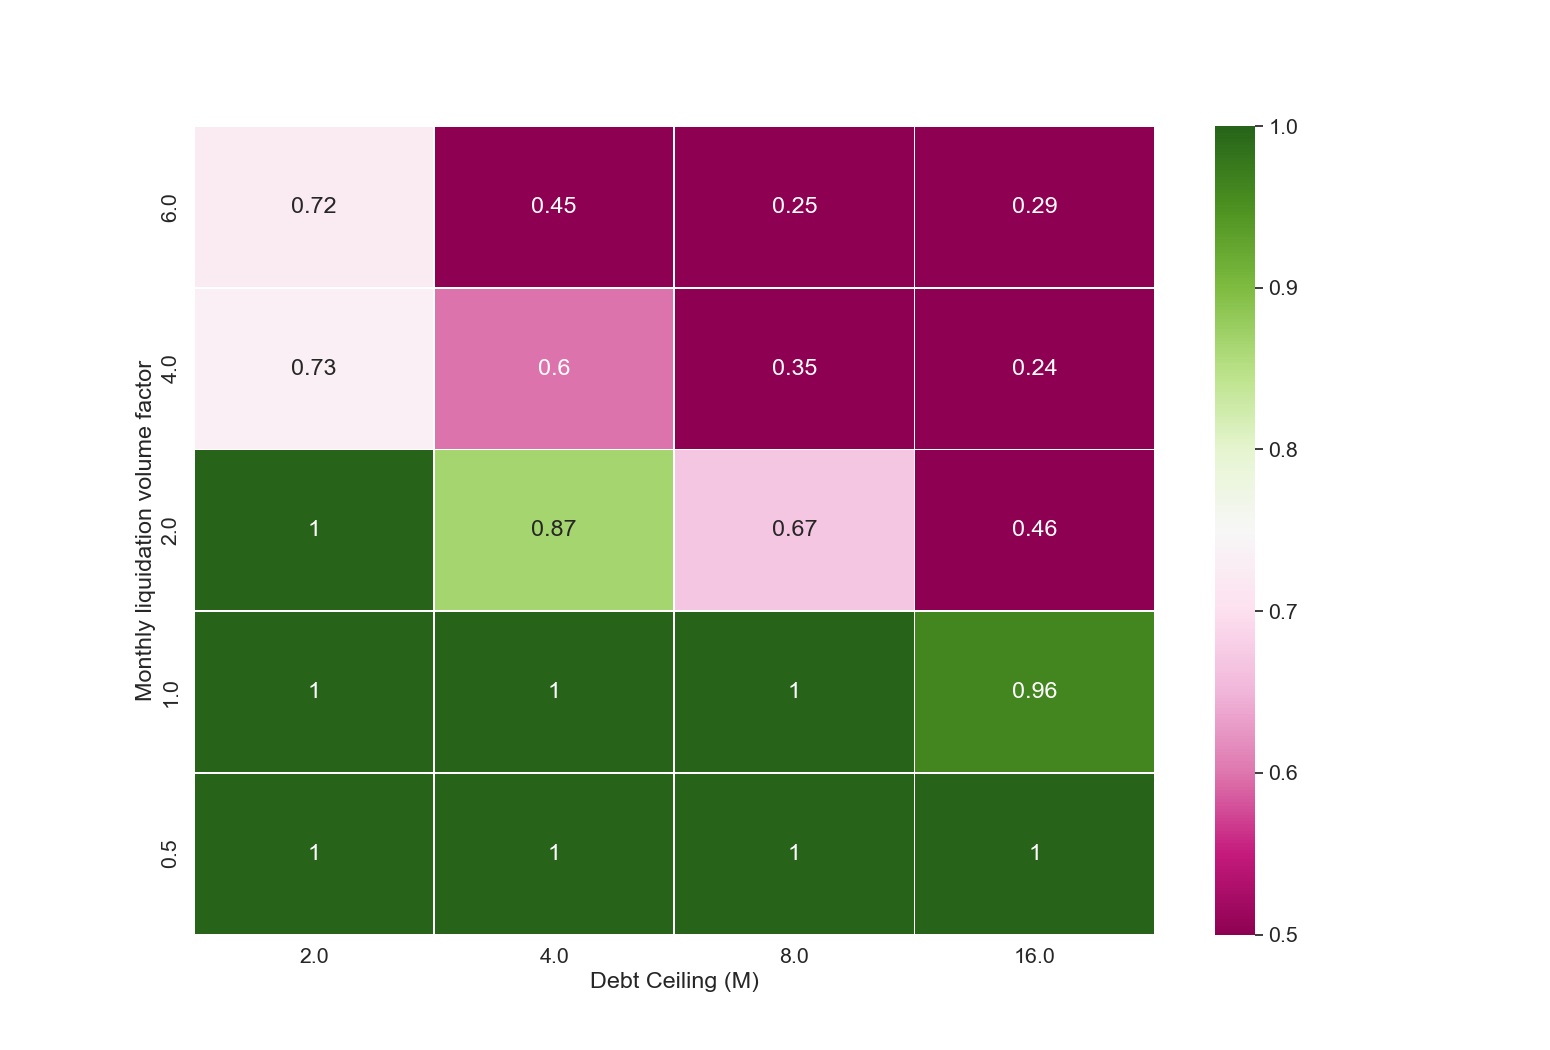 Monthly liquidation volume factor
6.0 0.72 0.45 0.25 0.29
4.0 0.73 0.6 0.35 0.24
2.0 1 0.87 0.67 0.46
1.0 1 1 1 0.96
0.5 1 1 1 1
2.0 4.0 8.0 16.0
Debt Ceiling (M)
1.0
0.9
0.8
0.7
0.6
0.5